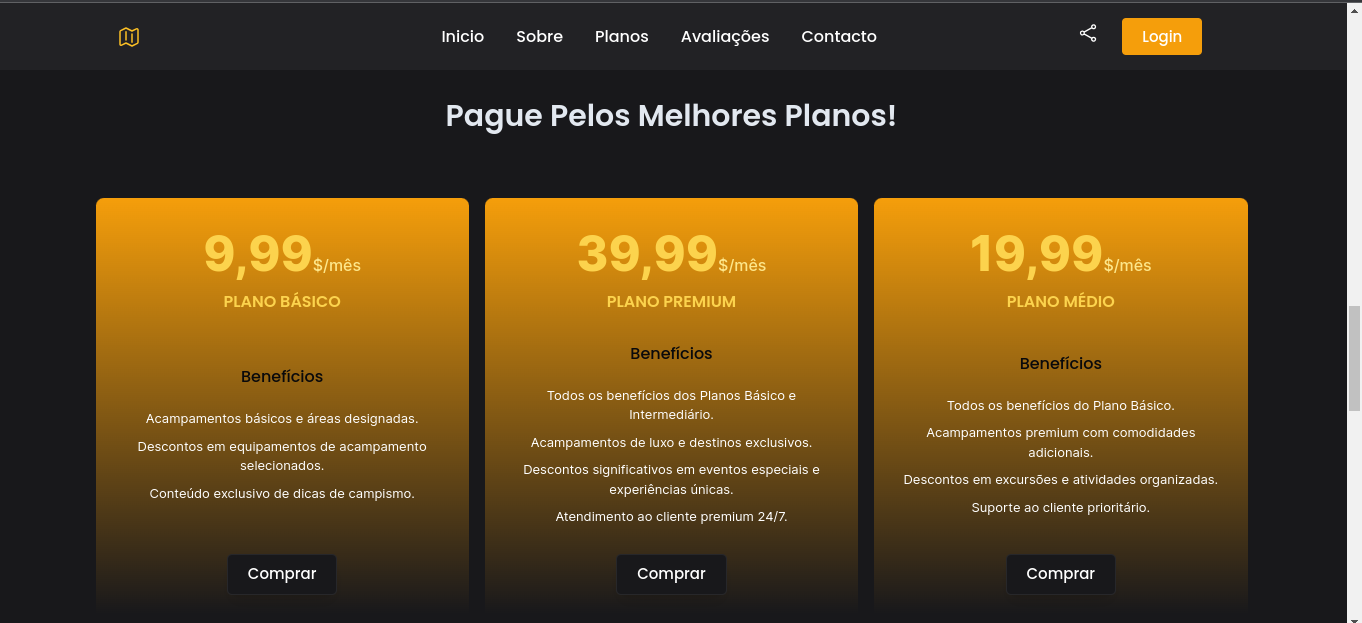 Inicio
Sobre
Planos
Avaliações
Contacto
Login
Pague Pelos Melhores Planos!
9,99$/mês
PLANO BÁSICO
Benefícios
Acampamentos básicos e áreas designadas.
Descontos em equipamentos de acampamento
selecionados.
Conteúdo exclusivo de dicas de campismo.
Comprar
39,99$/mês
PLANO PREMIUM
Benefícios
Todos os benefícios dos Planos Básico e
Intermediário.
Acampamentos de luxo e destinos exclusivos.
Descontos significativos em eventos especiais e
experiências únicas.
Atendimento ao cliente premium 24/7.
Comprar
19,99$/mês
PLANO MÉDIO
Benefícios
Todos os benefícios do Plano Básico.
Acampamentos premium com comodidades
adicionais.
Descontos em excursões e atividades organizadas.
Suporte ao cliente prioritário.
Comprar